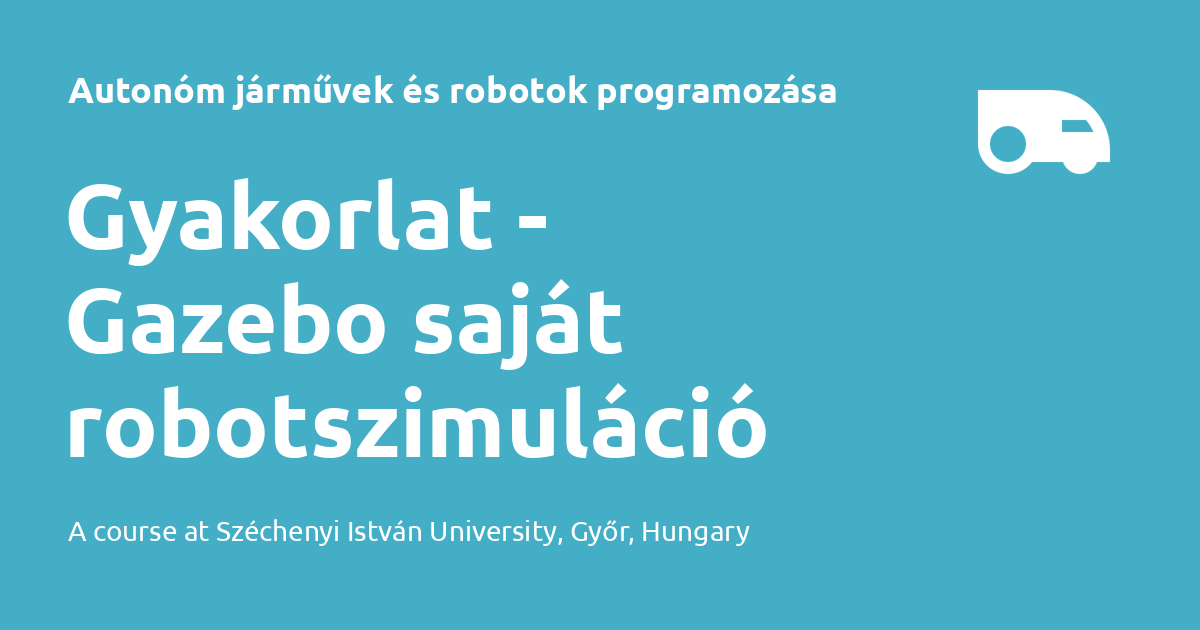 Autonóm járművek és robotok programozása
Gyakorlat -
Gazebo saját
robotszimuláció
A course at Széchenyi István University, Győr, Hungary